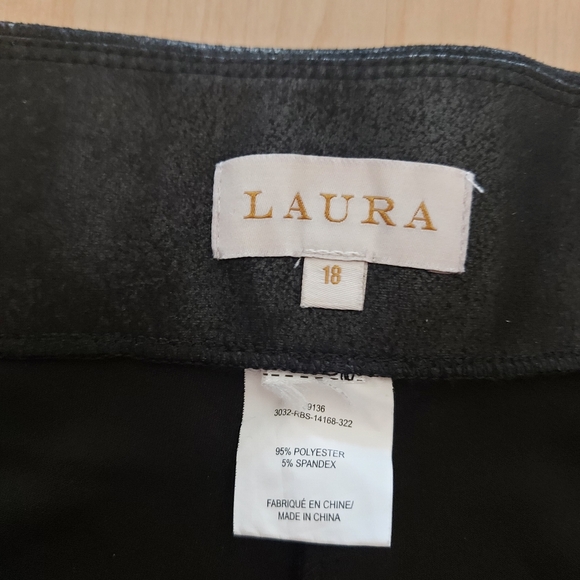 LAURA
18
9136
3032-RBS-14168-322
95% POLYESTER
5% SPANDEX
FABRIQUÉ EN CHINE/
MADE IN CHINA